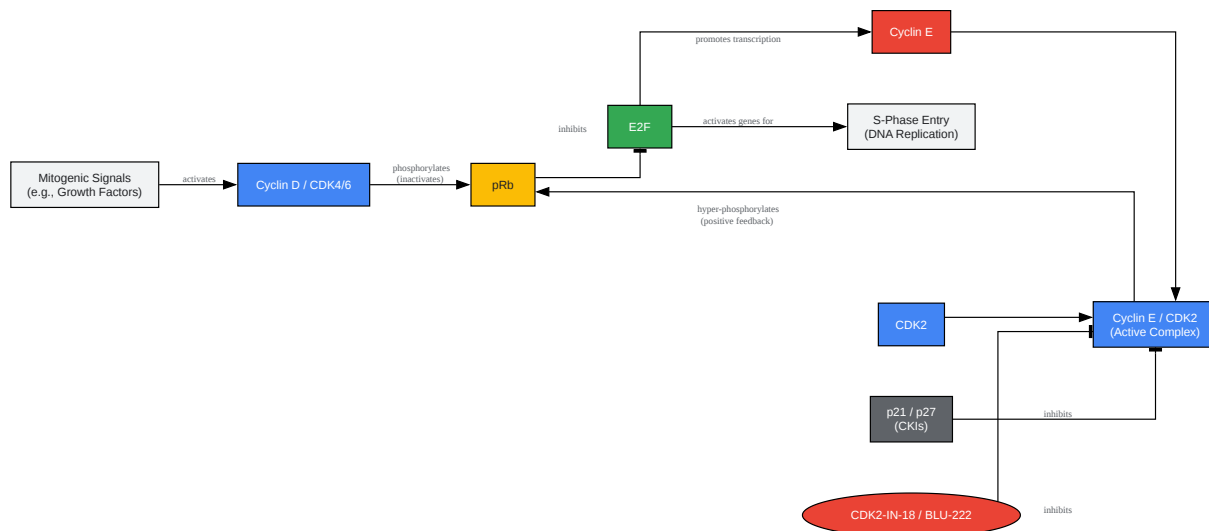 Cyclin E
promotes transcription
E2F
inhibits
activates genes for
S-Phase Entry
(DNA Replication)
Mitogenic Signals
(e.g., Growth Factors)
activates
Cyclin D / CDK4/6
phosphorylates
(inactivates)
pRb
hyper-phosphorylates
(positive feedback)
CDK2
Cyclin E / CDK2
(Active Complex)
p21 / p27
(CKIs)
inhibits
CDK2-IN-18 / BLU-222
inhibits